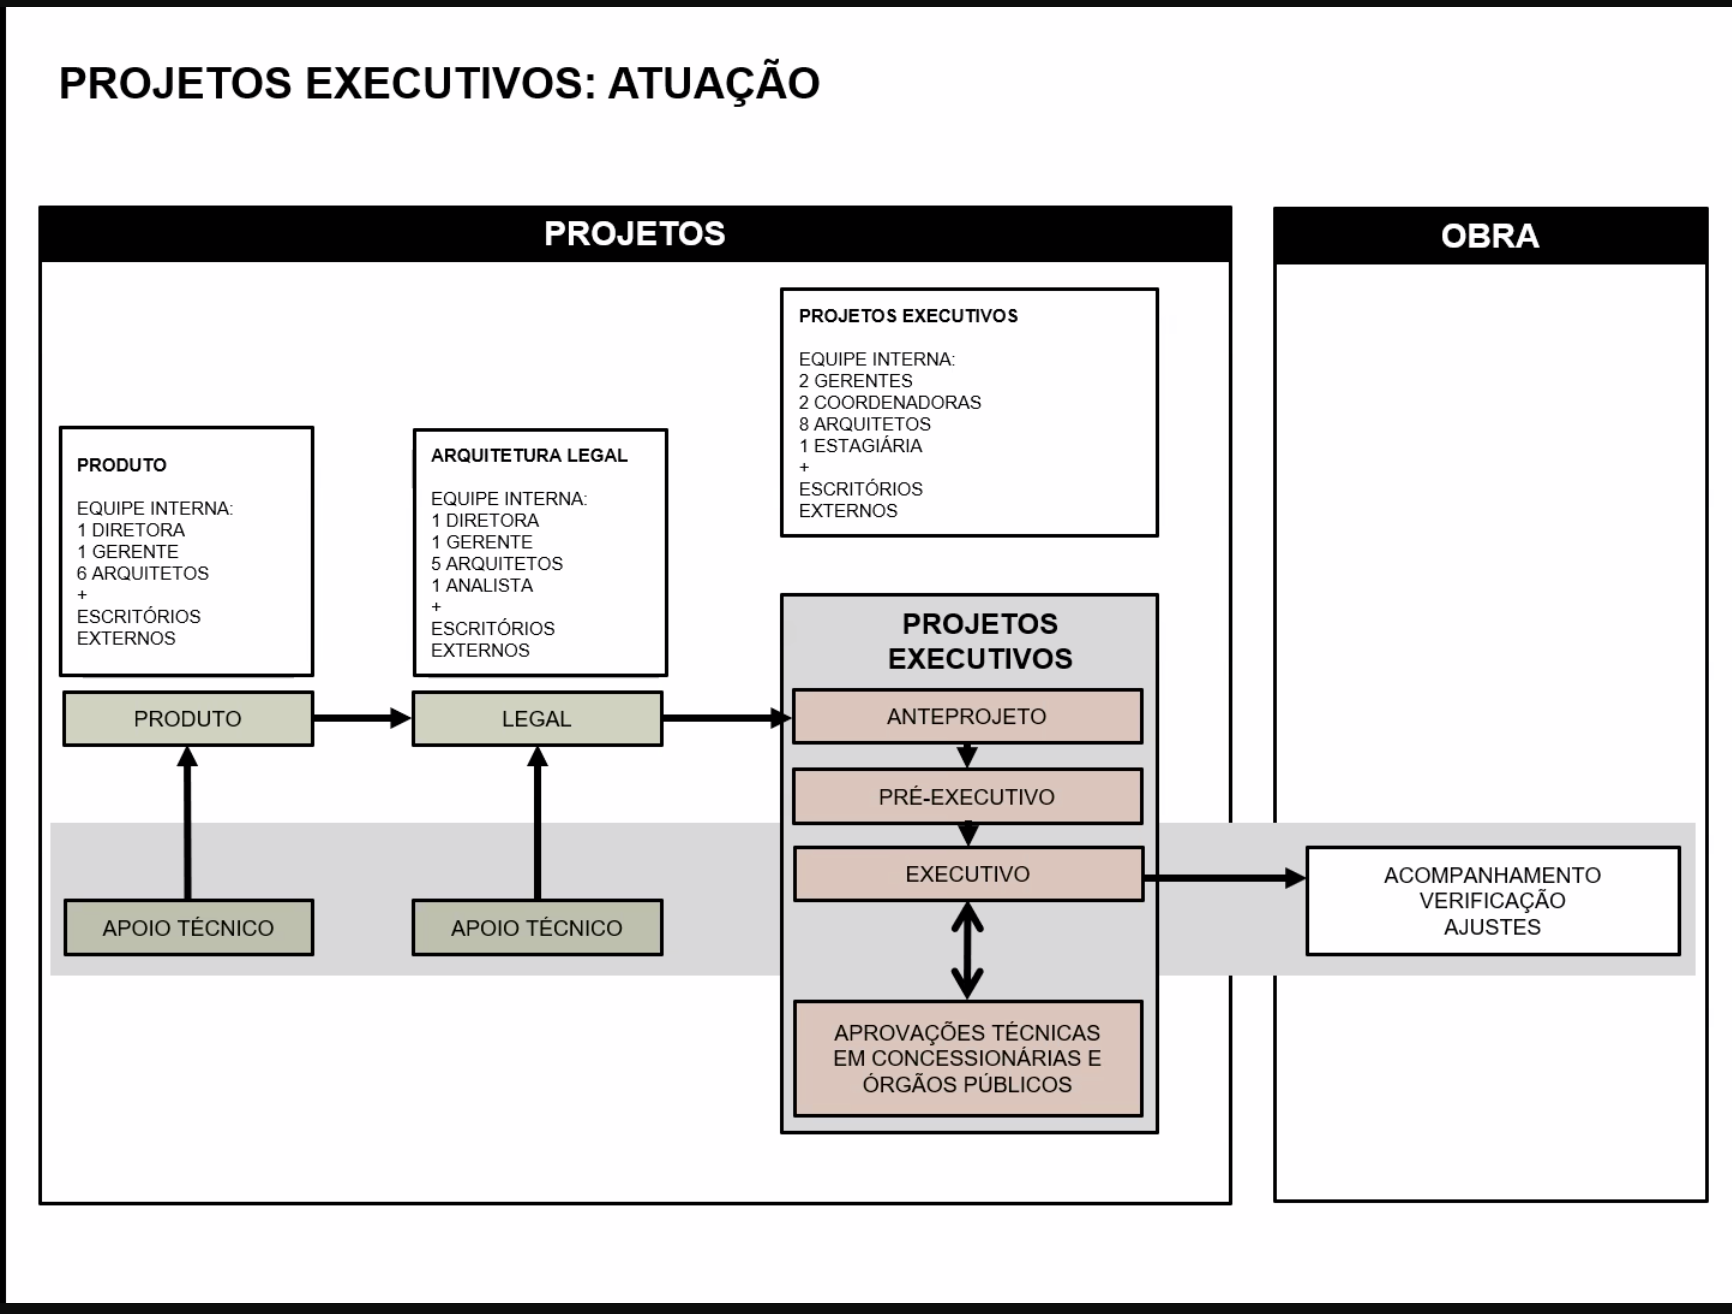 PROJETOS EXECUTIVOS: ATUAÇÃO
PROJETOS
OBRA
PRODUTO
EQUIPE INTERNA:
1 DIRETORA
1 GERENTE
6 ARQUITETOS
+
ESCRITÓRIOS
EXTERNOS
ARQUITETURA LEGAL
EQUIPE INTERNA:
1 DIRETORA
1 GERENTE
5 ARQUITETOS
1 ANALISTA
+
ESCRITÓRIOS
EXTERNOS
PROJETOS EXECUTIVOS
EQUIPE INTERNA:
2 GERENTES
2 COORDENADORAS
8 ARQUITETOS
1 ESTAGIÁRIA
+
ESCRITÓRIOS
EXTERNOS
PRODUTO
LEGAL
PROJETOS
EXECUTIVOS
ANTEPROJETO
PRÉ-EXECUTIVO
EXECUTIVO
APROVAÇÕES TÉCNICAS
EM CONCESSIONÁRIAS E
ÓRGÃOS PÚBLICOS
APOIO TÉCNICO
APOIO TÉCNICO
ACOMPANHAMENTO
VERIFICAÇÃO
AJUSTES